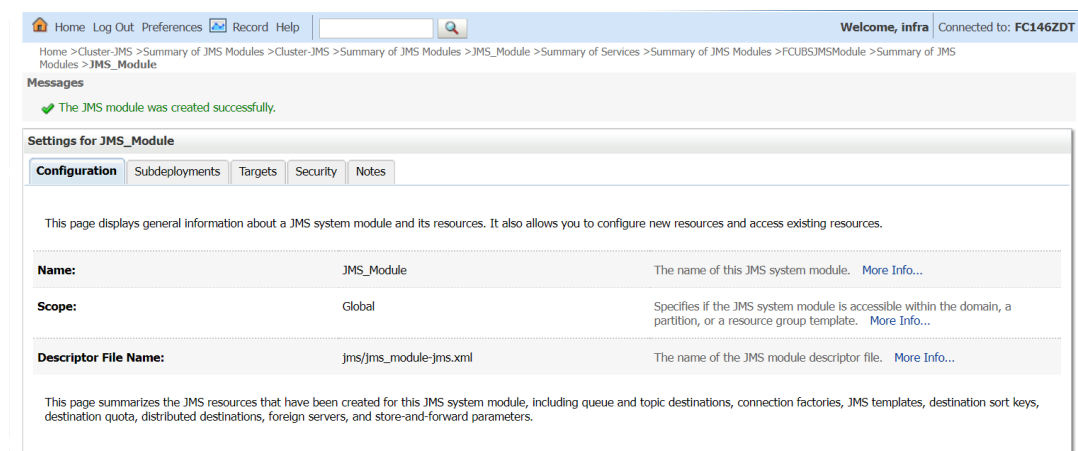 Home Log Out Preferences Record Help
Welcome, infra Connected to: FC146ZDT
Home >Cluster-JMS >Summary of JMS Modules >Cluster-JMS >Summary of JMS Modules >JMS_Module >Summary of Services >Summary of JMS Modules >FCUBSJMSModule >Summary of JMS
Modules >JMS_Module
Messages
The JMS module was created successfully.
Settings for JMS_Module
Configuration Subdeployments Targets Security Notes
This page displays general information about a JMS system module and its resources. It also allows you to configure new resources and access existing resources.
Name: JMS_Module The name of this JMS system module. More Info...
Scope: Global Specifies if the JMS system module is accessible within the domain, a
partition, or a resource group template. More Info...
Descriptor File Name: jms/jms_module-jms.xml The name of the JMS module descriptor file. More Info...
This page summarizes the JMS resources that have been created for this JMS system module, including queue and topic destinations, connection factories, JMS templates, destination sort keys,
destination quota, distributed destinations, foreign servers, and store-and-forward parameters.